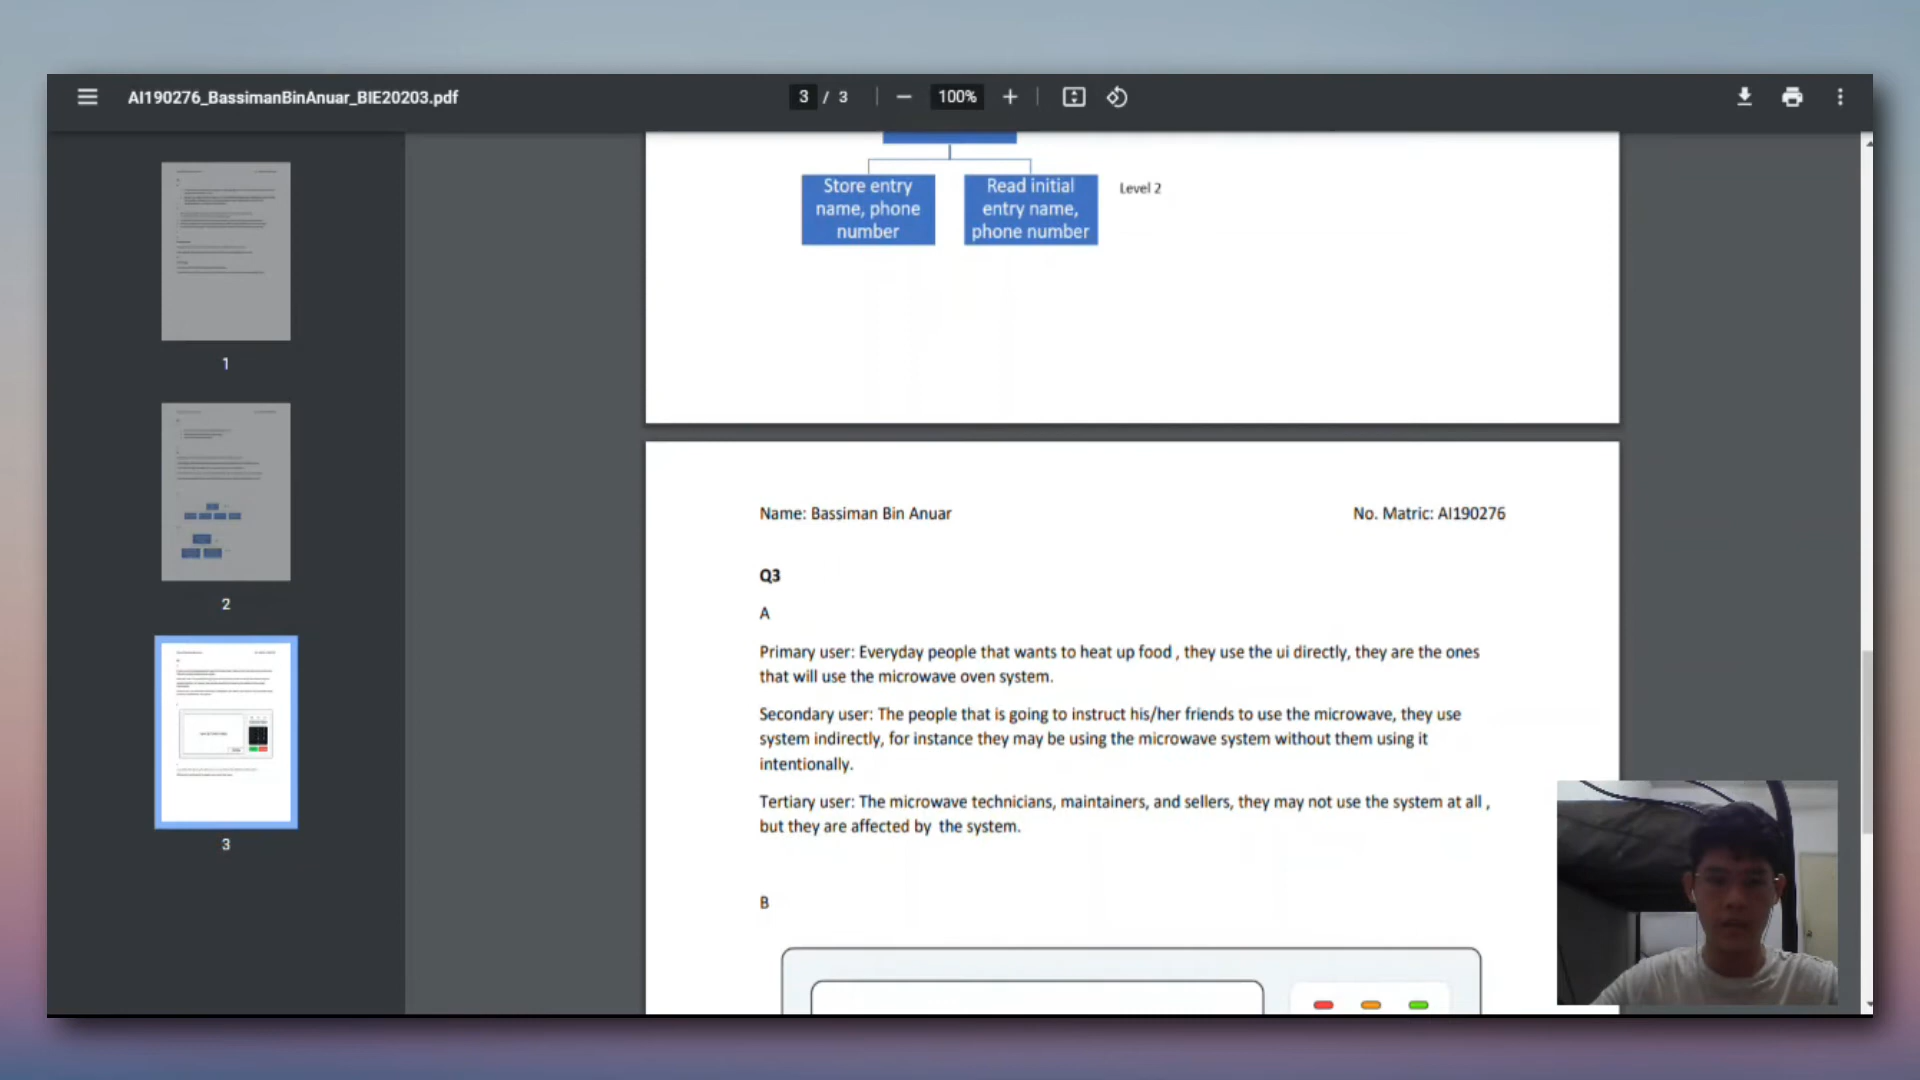 AI190276_BassimanBinAnuar_BIE20203.pdf
3 / 3
100%
1
2
3
Store entry
name, phone
number
Read initial
entry name,
phone number
Level 2
Name: Bassiman Bin Anuar
No. Matric: AI190276
Q3
A
Primary user: Everyday people that wants to heat up food , they use the ui directly, they are the ones
that will use the microwave oven system.
Secondary user: The people that is going to instruct his/her friends to use the microwave, they use
system indirectly, for instance they may be using the microwave system without them using it
intentionally.
Tertiary user: The microwave technicians, maintainers, and sellers, they may not use the system at all ,
but they are affected by  the system.
B